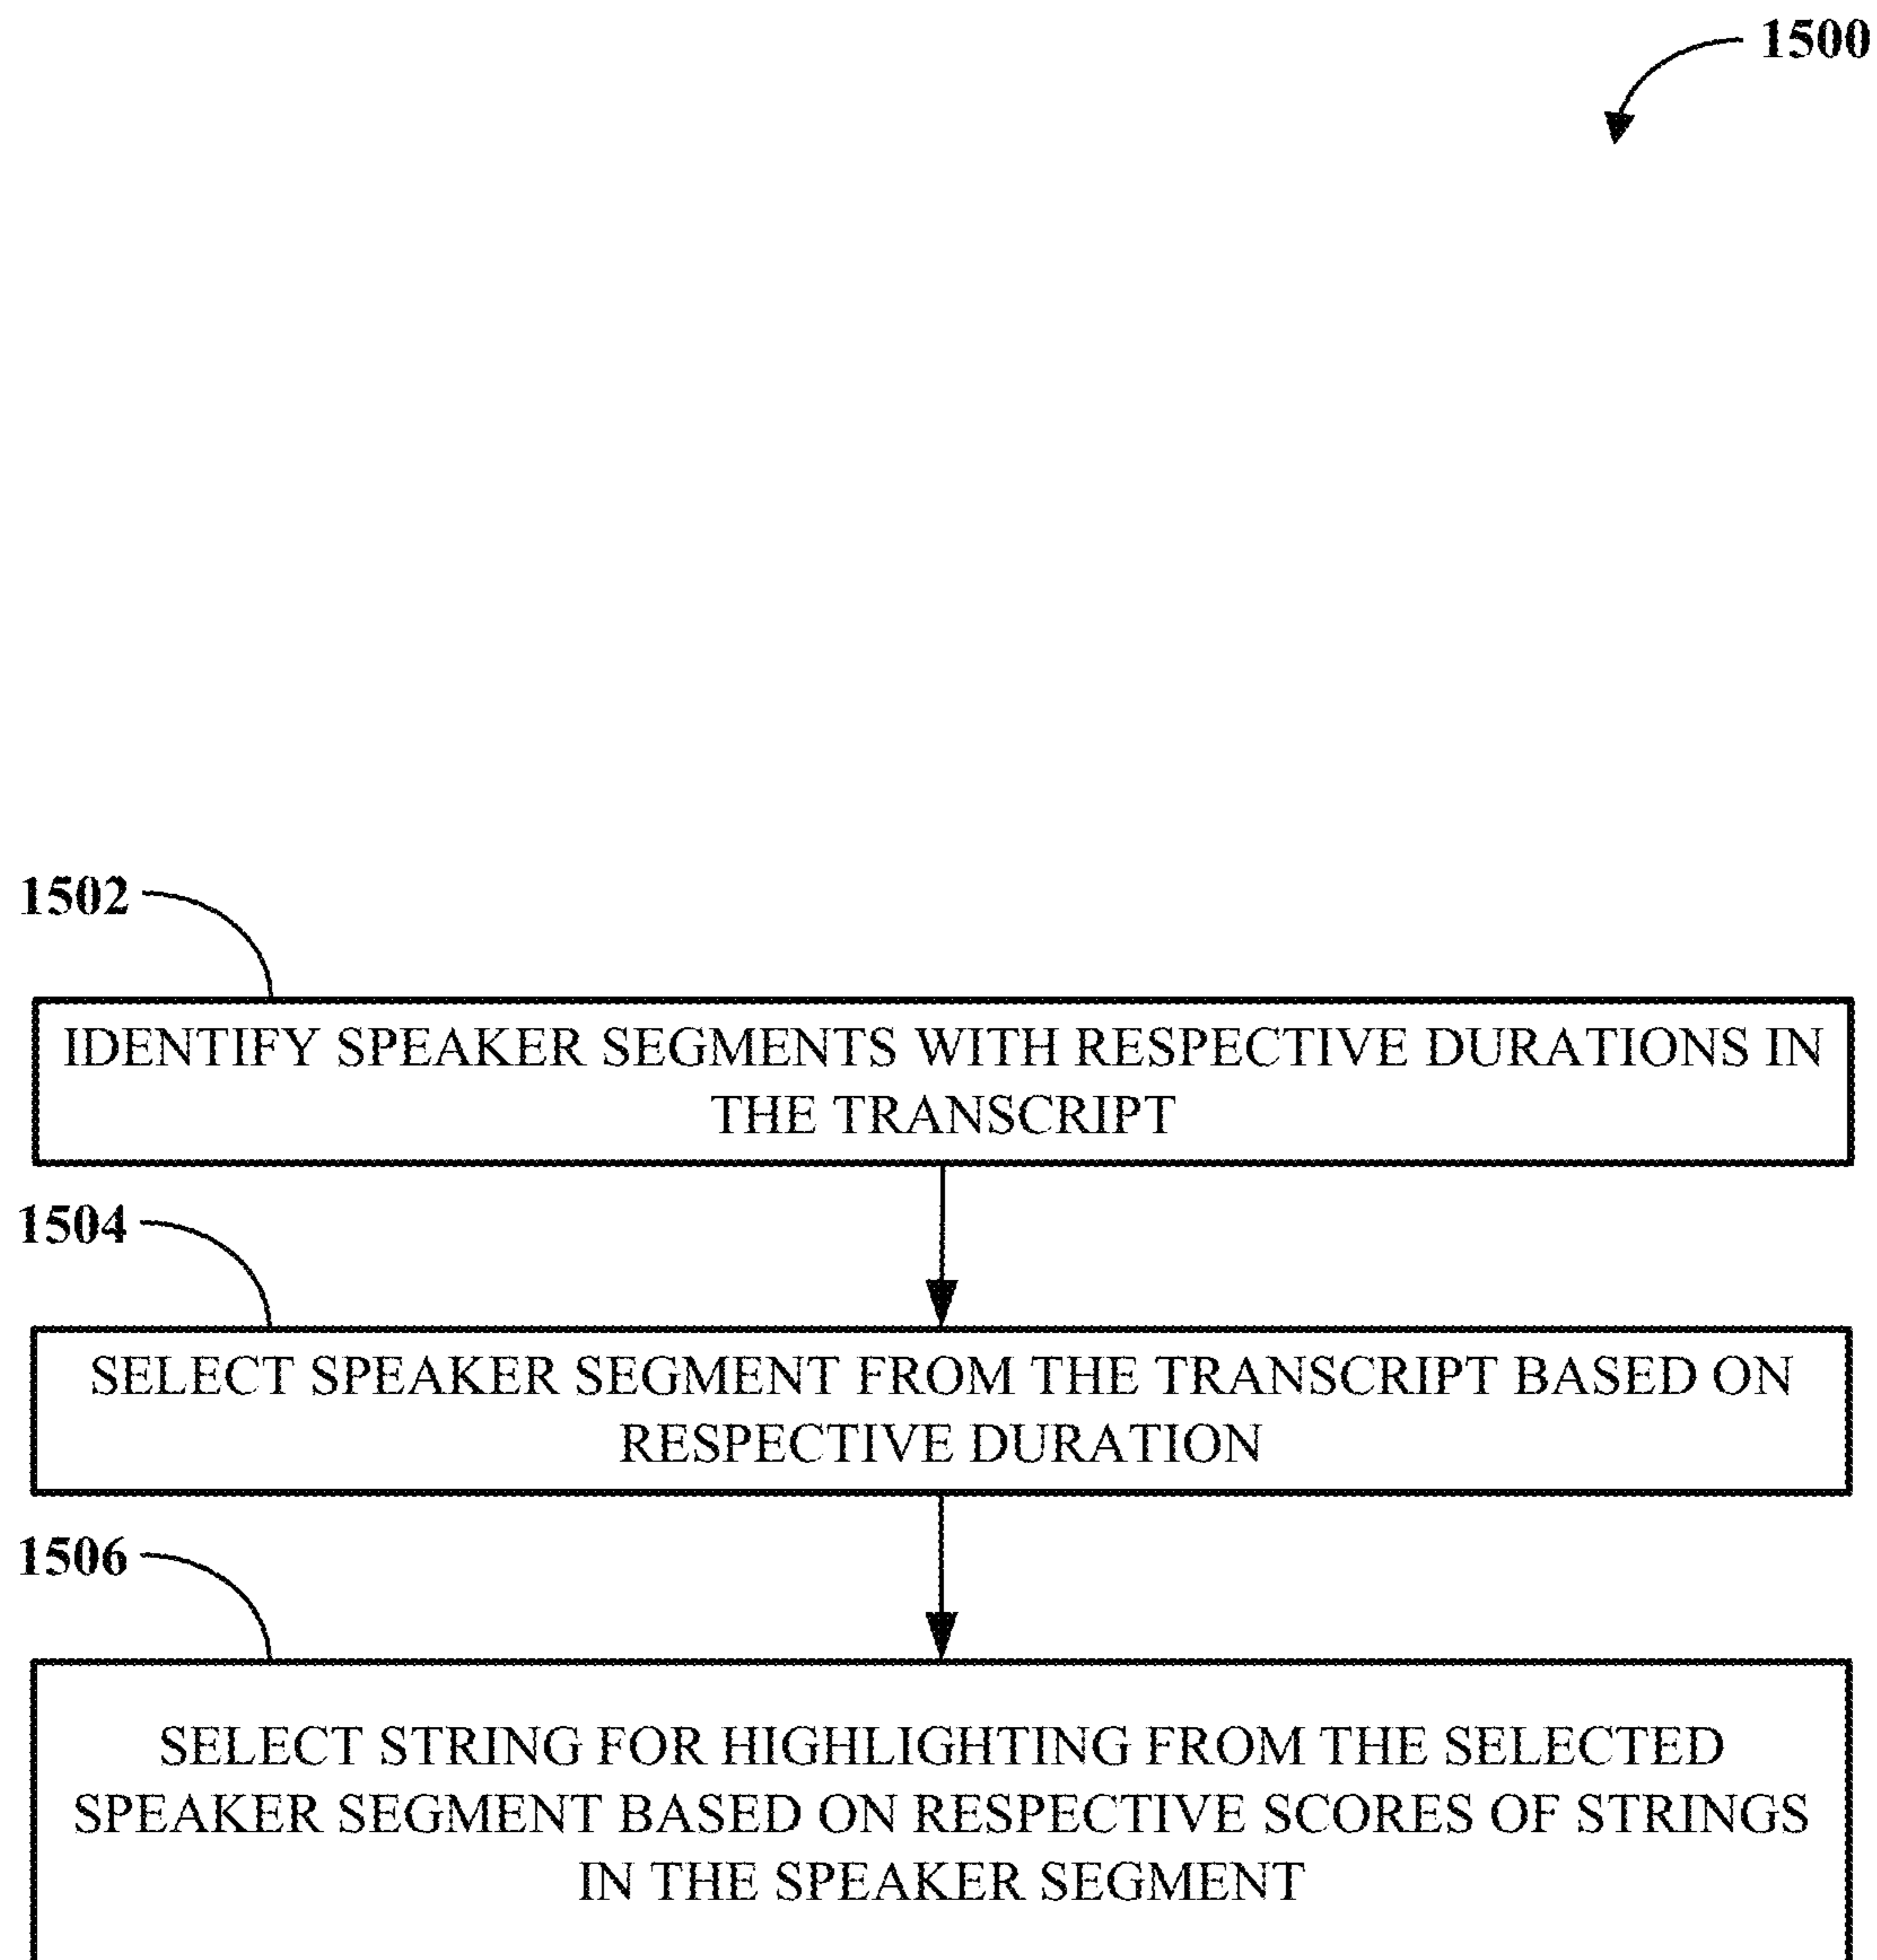 1500
1502
IDENTIFY SPEAKER SEGMENTS WITH RESPECTIVE DURATIONS IN
THE TRANSCRIPT
1504
SELECT SPEAKER SEGMENT FROM THE TRANSCRIPT BASED ON
RESPECTIVE DURATION
1506
SELECT STRING FOR HIGHLIGHTING FROM THE SELECTED
SPEAKER SEGMENT BASED ON RESPECTIVE SCORES OF STRINGS
IN THE SPEAKER SEGMENT